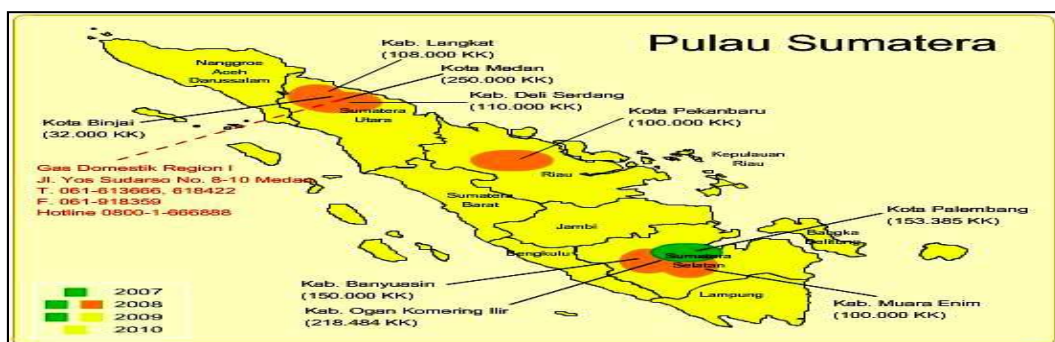 Pulau Sumatera
Kab. Langkat
(108.000 KK)
Kota Medan
(250.000 KK)
Kab. Deli Serdang
(110.000 KK)
Kota Pekanbaru
(100.000 KK)
Nanggroe
Aceh
Darussalam
Sumatera
Utara
Kota Binjai
(32.000 KK)
Gas Domestik Region I
Jl. Yos Sudarso No. 8-10 Medan
T. 061-613666, 618422
F. 061-918359
Hotline 0800-1-666888
Riau
Kepulauan
Riau
Sumatera
Barat
Jambi
Bengkulu
Kota Palembang
(153.385 KK)
Bangka
Belitung
Sumatera
Selatan
Lampung
Kab. Banyuasin
(150.000 KK)
Kab. Ogan Komering Ilir
(218.484 KK)
Kab. Muara Enim
(100.000 KK)
2007
2008
2009
2010